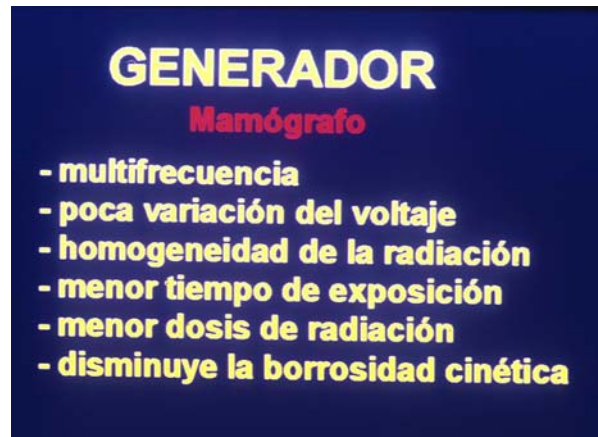 GENERADOR
Mamógrafo
- multifrecuencia
- poca variación del voltaje
- homogeneidad de la radiación
- menor tiempo de exposición
- menor dosis de radiación
- disminuye la borrosidad cinética